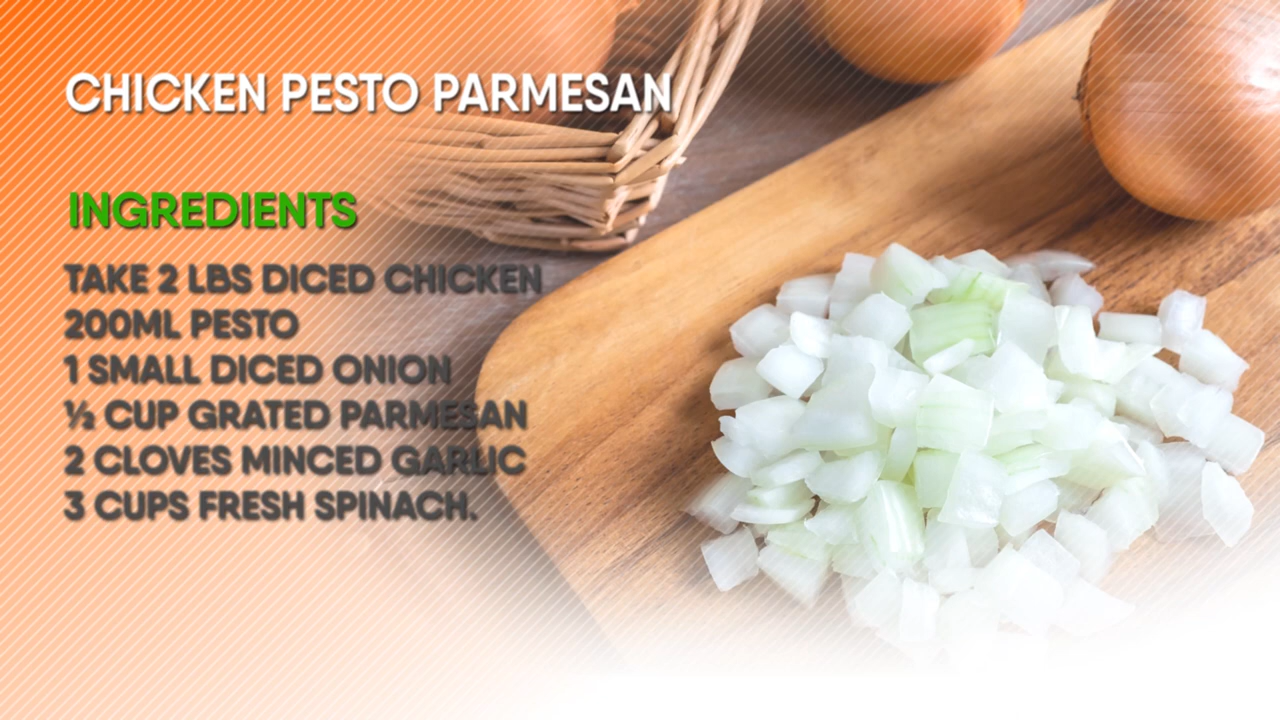 CHICKEN PESTO PARMESAN
INGREDIENTS
TAKE 2 LBS DICED CHICKEN
200ML PESTO
1 SMALL DICED ONION
½ CUP GRATED PARMESAN
2 CLOVES MINCED GARLIC
3 CUPS FRESH SPINACH.